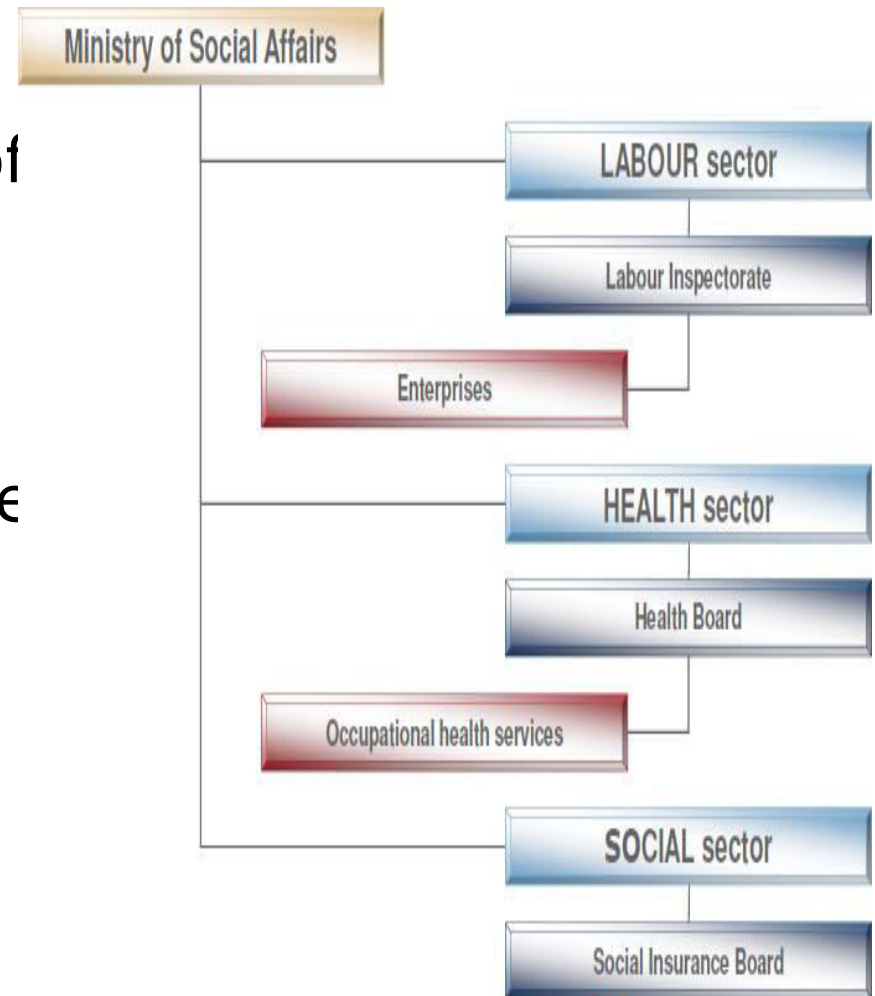 Ministry of Social Affairs
of
LABOUR sector
Labour Inspectorate
Enterprises
HEALTH sector
e
Health Board
Occupational health services
SOCIAL sector
Social Insurance Board